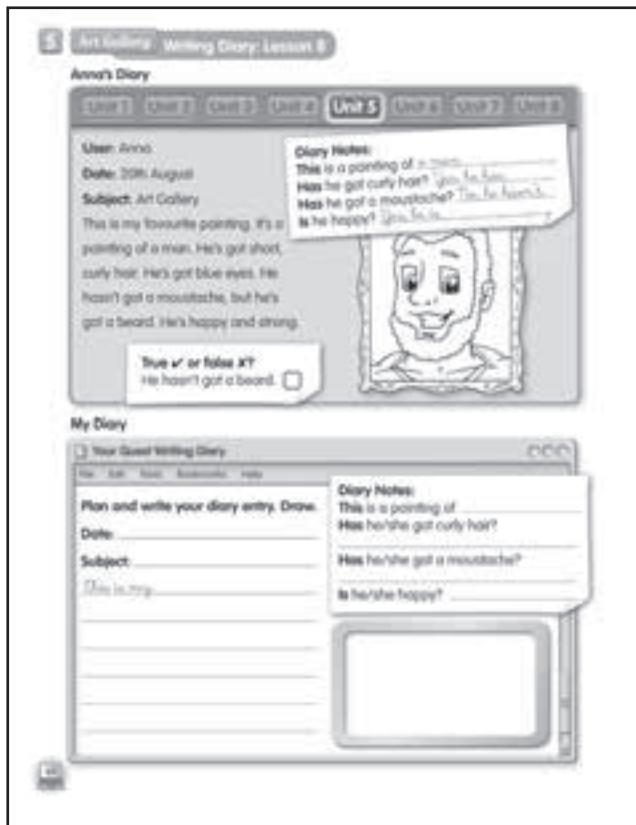 5 Art Gallery Writing Diary: Lesson 8
Anna's Diary
Unit 1 Unit 2 Unit 3 Unit 4 Unit 5 Unit 6 Unit 7 Unit 8
User: Anna
Date: 20th August
Subject: Art Gallery
This is my favourite painting. It's a
painting of a man. He's got short,
curly hair. He's got blue eyes. He
hasn't got a moustache, but he's
got a beard. He's happy and strong.
Diary Notes:
This is a painting of a man
Has he got curly hair? Yes, he has.
Has he got a moustache? No, he hasn't.
Is he happy? Yes, he is.
True ✔ or false ✗?
He hasn't got a beard.
My Diary
Your Quest Writing Diary
File Edit Tools Bookmarks Help
Plan and write your diary entry. Draw.
Date:
Subject:
This is my
Diary Notes:
This is a painting of
Has he/she got curly hair?
Has he/she got a moustache?
Is he/she happy?